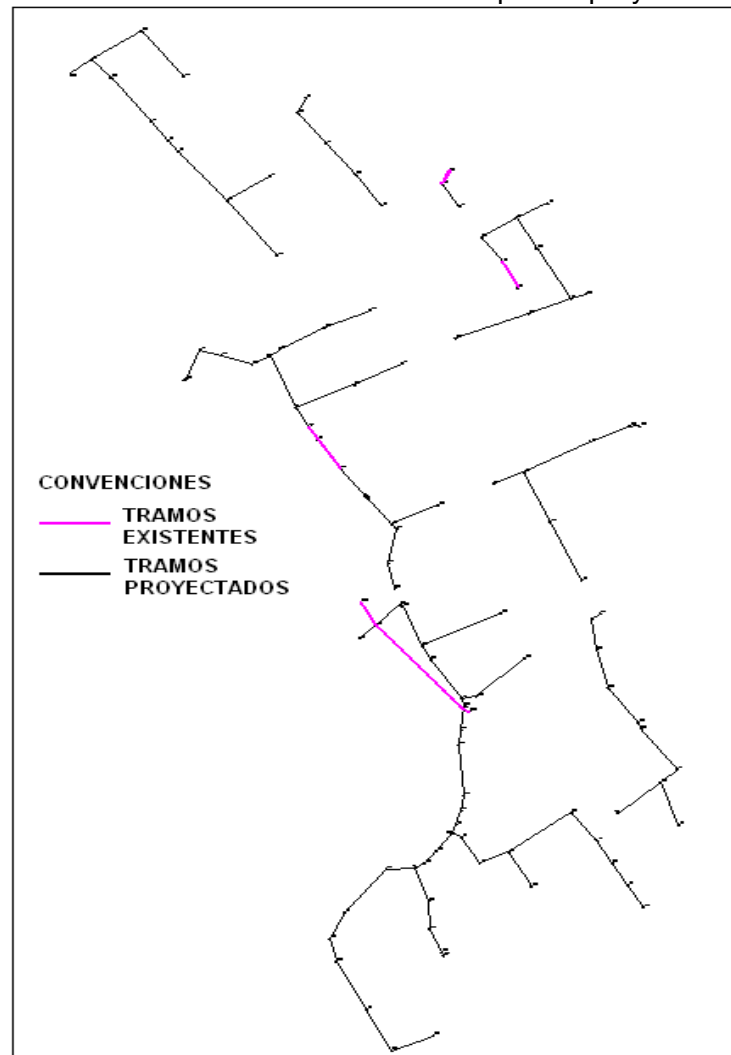 CONVENCIONES
TRAMOS
EXISTENTES
TRAMOS
PROYECTADOS